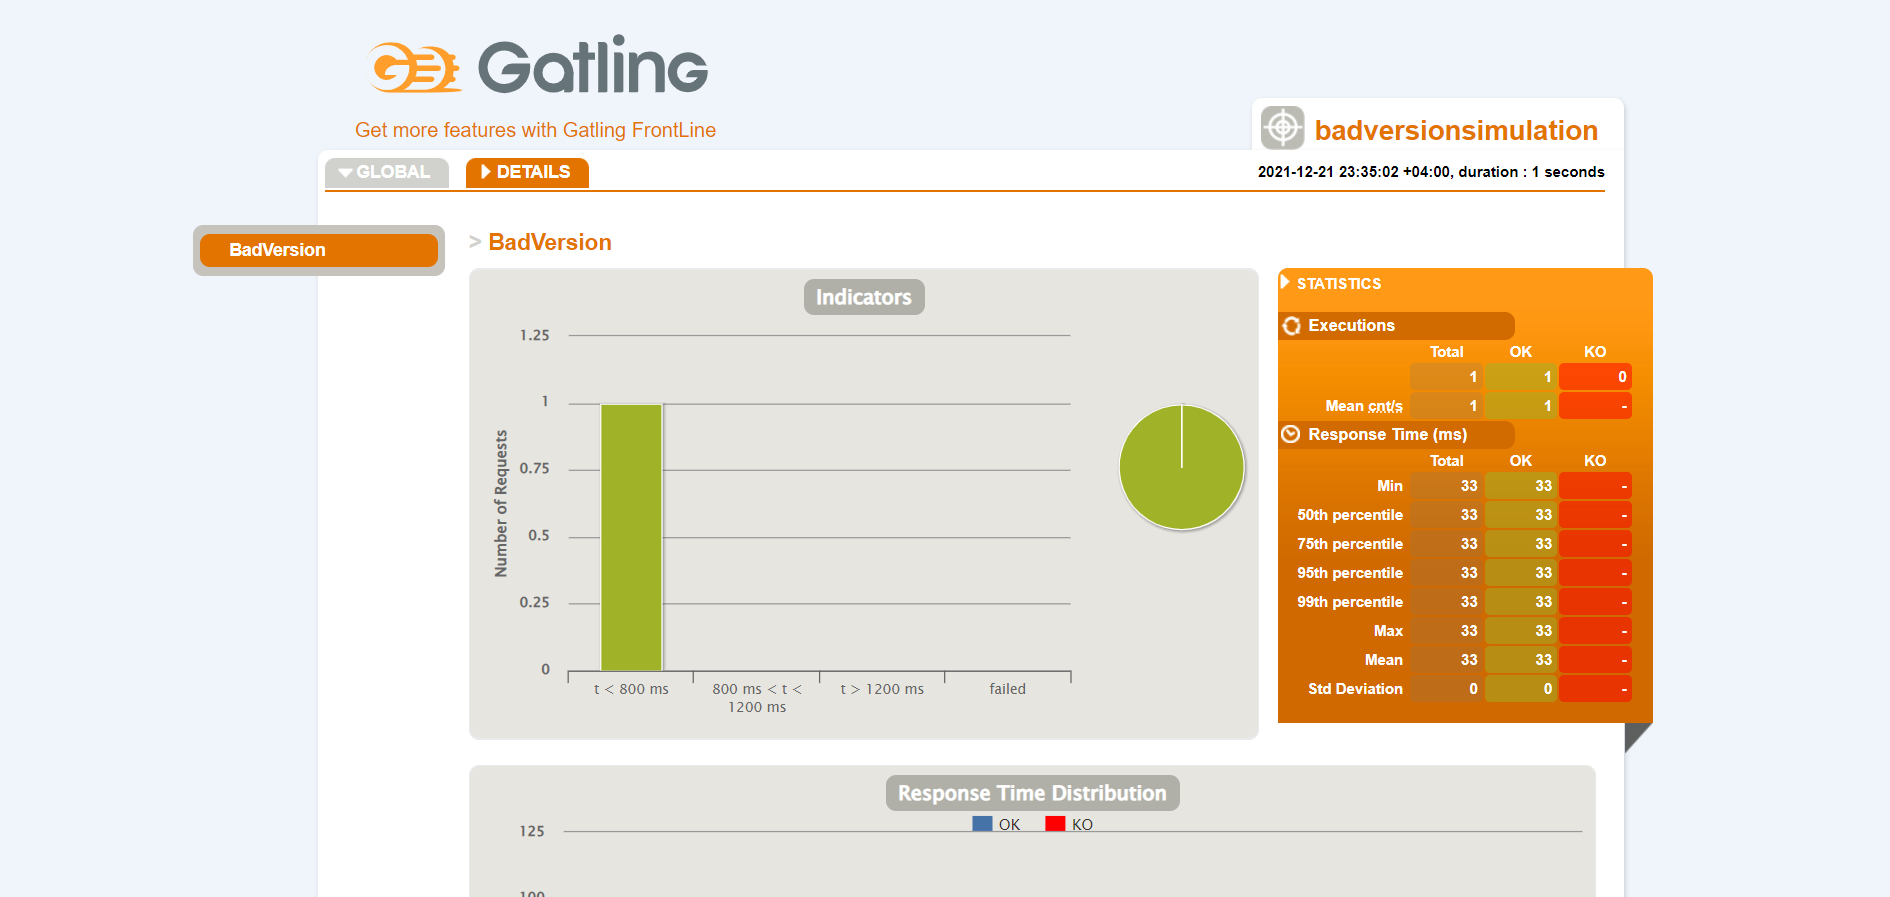 Gatling
Get more features with Gatling FrontLine
badversionsimulation
GLOBAL
DETAILS
2021-12-21 23:35:02 +04:00, duration : 1 seconds
BadVersion
> BadVersion
Indicators
1.25
1
0.75
0.5
0.25
0
Number of Requests
t < 800 ms
800 ms < t <
1200 ms
t > 1200 ms
failed
STATISTICS
Executions
Total OK KO
1 1 0
Mean cnt/s 1 1 -
Response Time (ms)
Total OK KO
Min 33 33 -
50th percentile 33 33 -
75th percentile 33 33 -
95th percentile 33 33 -
99th percentile 33 33 -
Max 33 33 -
Mean 33 33 -
Std Deviation 0 0 -
Response Time Distribution
OK KO
125
100